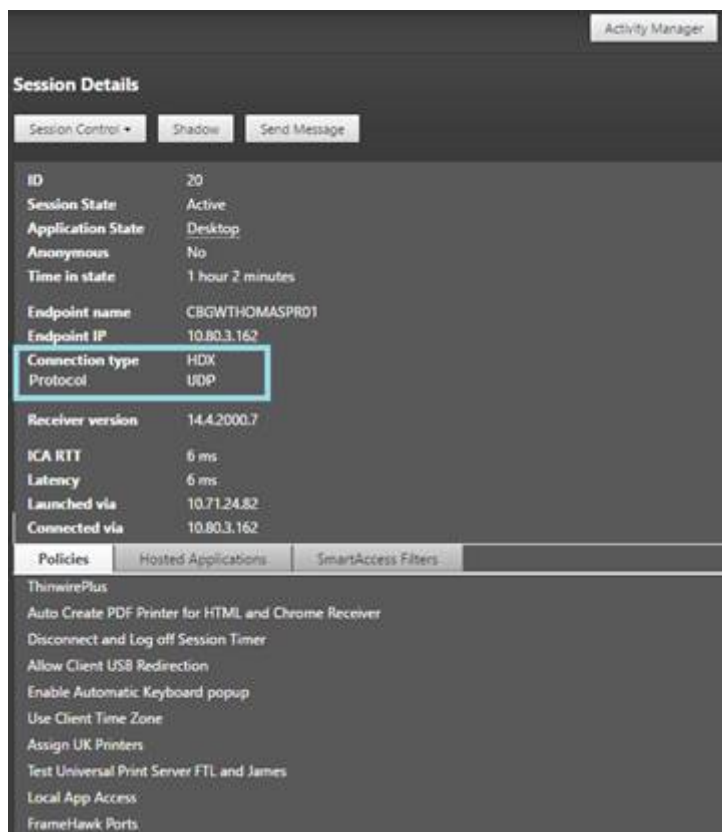 Activity Manager
Session Details
Session Control Shadow Send Message
ID 20
Session State Active
Application State Desktop
Anonymous No
Time in state 1 hour 2 minutes
Endpoint name CBGWTHOMASPR01
Endpoint IP 10.80.3.162
Connection type HDX
Protocol UDP
Receiver version 14.4.2000.7
ICA RTT 6 ms
Latency 6 ms
Launched via 10.71.24.82
Connected via 10.80.3.162
Policies Hosted Applications SmartAccess Filters
ThinwirePlus
Auto Create PDF Printer for HTML and Chrome Receiver
Disconnect and Log off Session Timer
Allow Client USB Redirection
Enable Automatic Keyboard popup
Use Client Time Zone
Assign UK Printers
Test Universal Print Server FTL and James
Local App Access
FrameHawk Ports